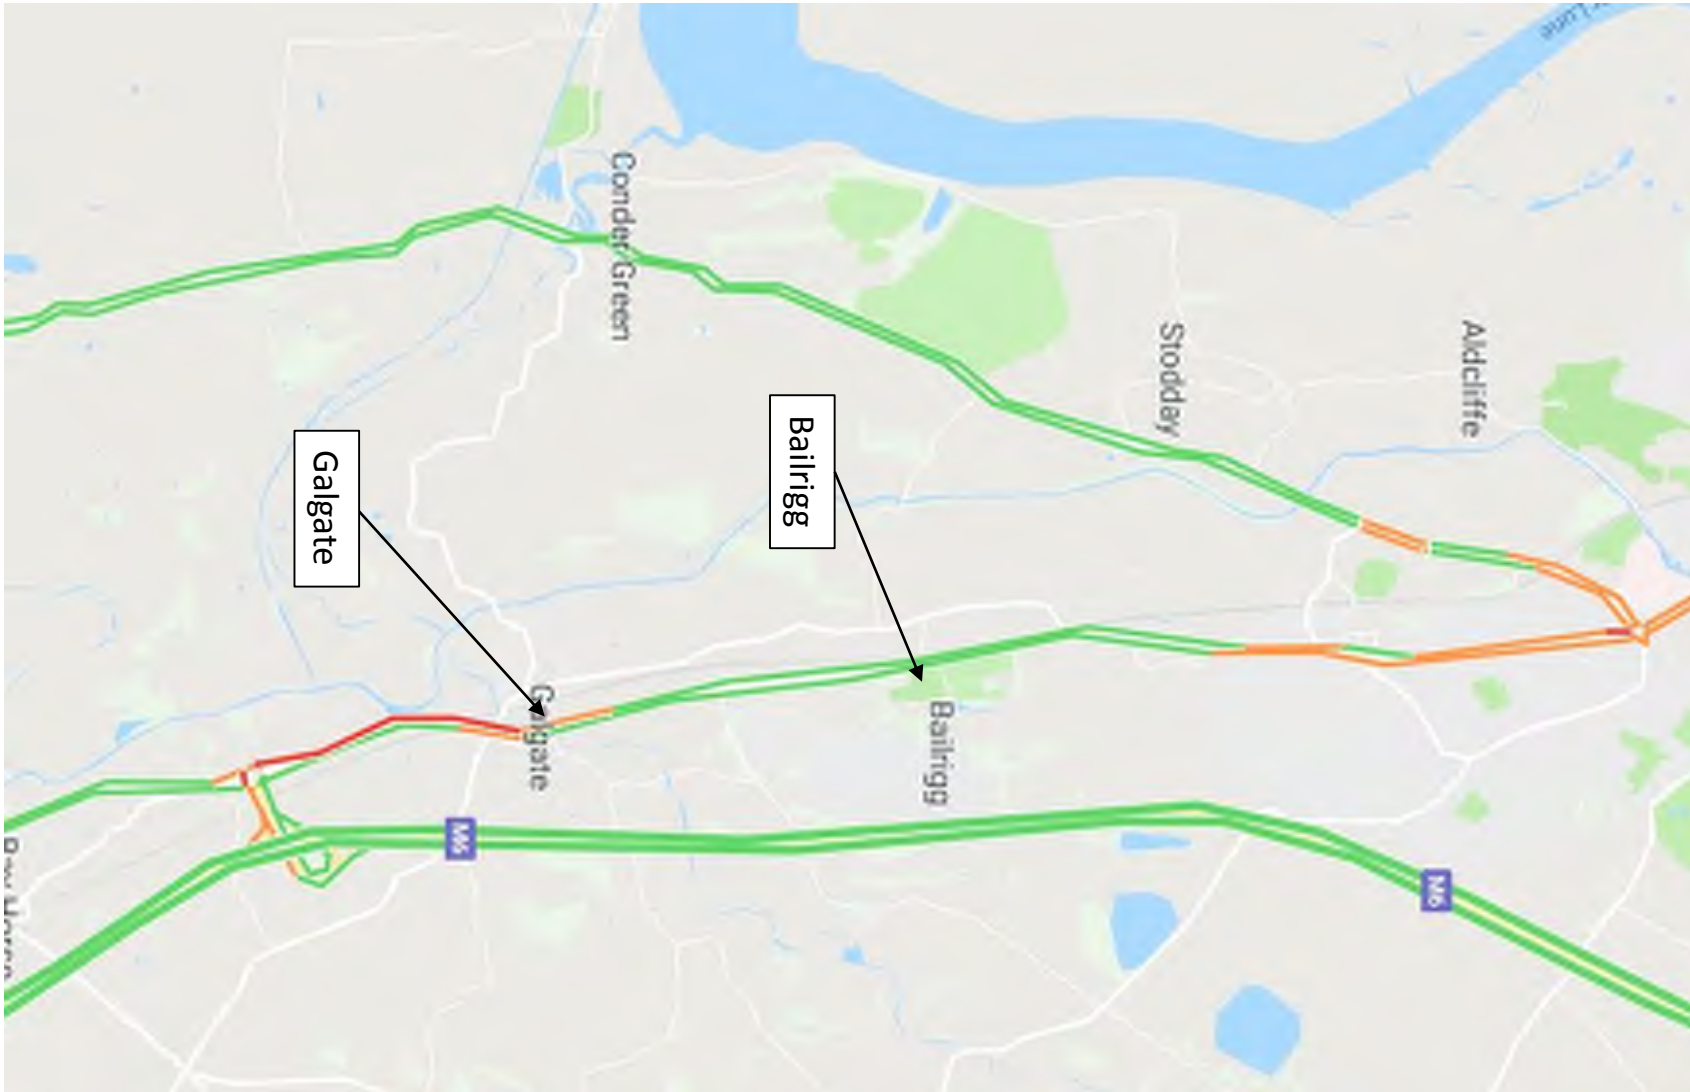 Conder Green
Stodday
Aldcliffe
Bailrigg
Galgate
Galgate
Bailrigg
M6
M6